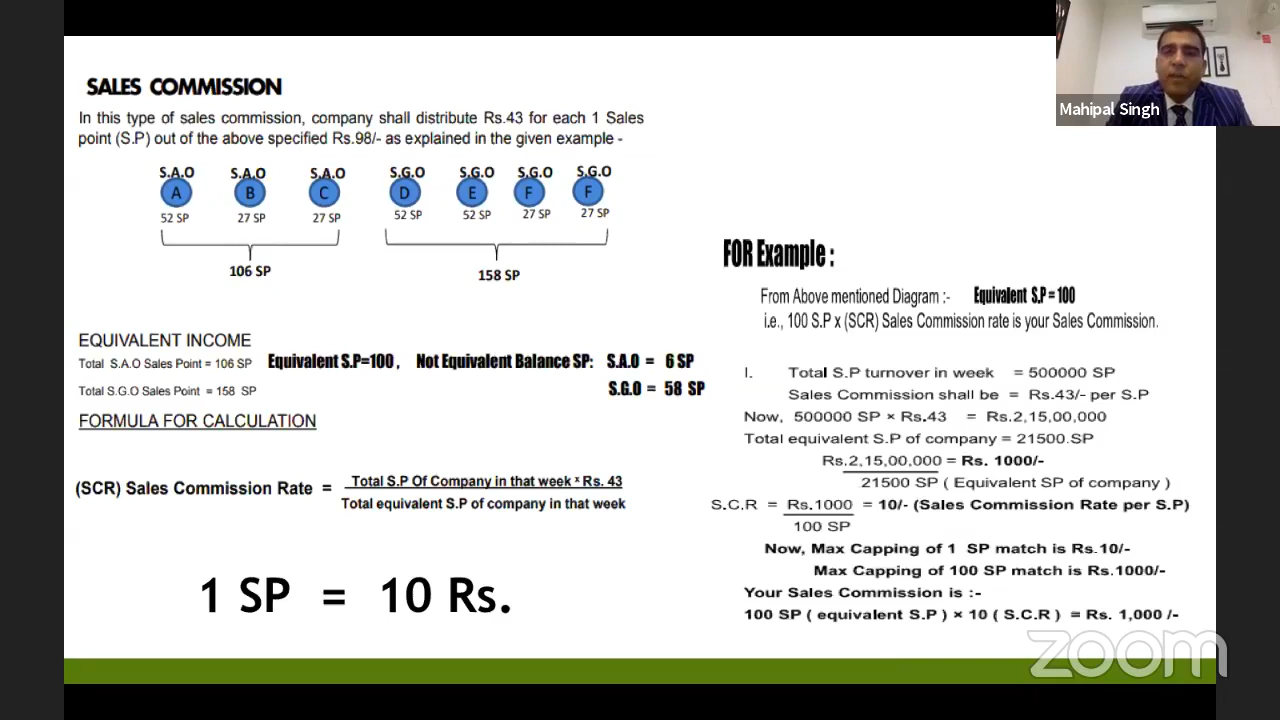 Mahipal Singh
SALES COMMISSION
In this type of sales commission, company shall distribute Rs.43 for each 1 Sales
point (S.P) out of the above specified Rs.98/- as explained in the given example -
S.A.O S.A.O S.A.O S.G.O S.G.O S.G.O S.G.O
A B C D E F F
52 SP 27 SP 27 SP 52 SP 52 SP 27 SP 27 SP
106 SP 158 SP
EQUIVALENT INCOME
Total S.A.O Sales Point = 106 SP Equivalent S.P=100 , Not Equivalent Balance SP: S.A.O = 6 SP
Total S.G.O Sales Point = 158 SP S.G.O = 58 SP
FORMULA FOR CALCULATION
(SCR) Sales Commission Rate =
Total S.P Of Company in that week x Rs. 43
Total equivalent S.P of company in that week
1 SP = 10 Rs.
FOR Example :
From Above mentioned Diagram :- Equivalent S.P = 100
i.e., 100 S.P x (SCR) Sales Commission rate is your Sales Commission.
I. Total S.P turnover in week = 500000 SP
Sales Commission shall be = Rs.43/- per S.P
Now, 500000 SP × Rs.43 = Rs.2,15,00,000
Total equivalent S.P of company = 21500.SP
Rs.2,15,00,000 = Rs. 1000/-
21500 SP ( Equivalent SP of company )
S.C.R = Rs.1000 = 10/- (Sales Commission Rate per S.P)
100 SP
Now, Max Capping of 1 SP match is Rs.10/-
Max Capping of 100 SP match is Rs.1000/-
Your Sales Commission is :-
100 SP ( equivalent S.P ) × 10 ( S.C.R ) = Rs. 1,000 /-
zoom